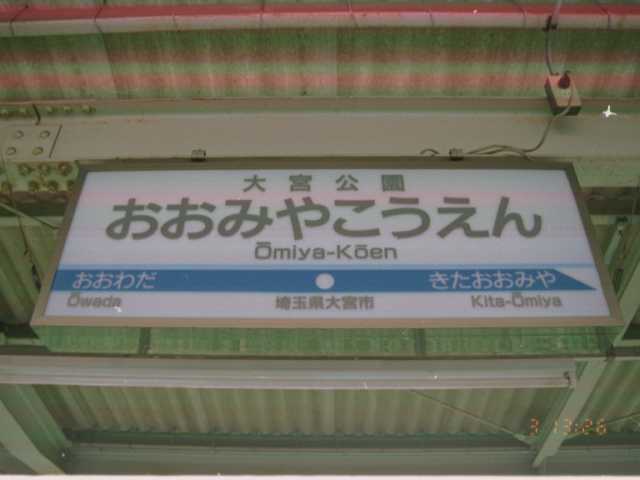 大宮公園
おおみやこうえん
Ōmiya-Kōen
おおわだ きたおおみや
Ōwada 埼玉県大宮市 Kita-Ōmiya
3 13:26